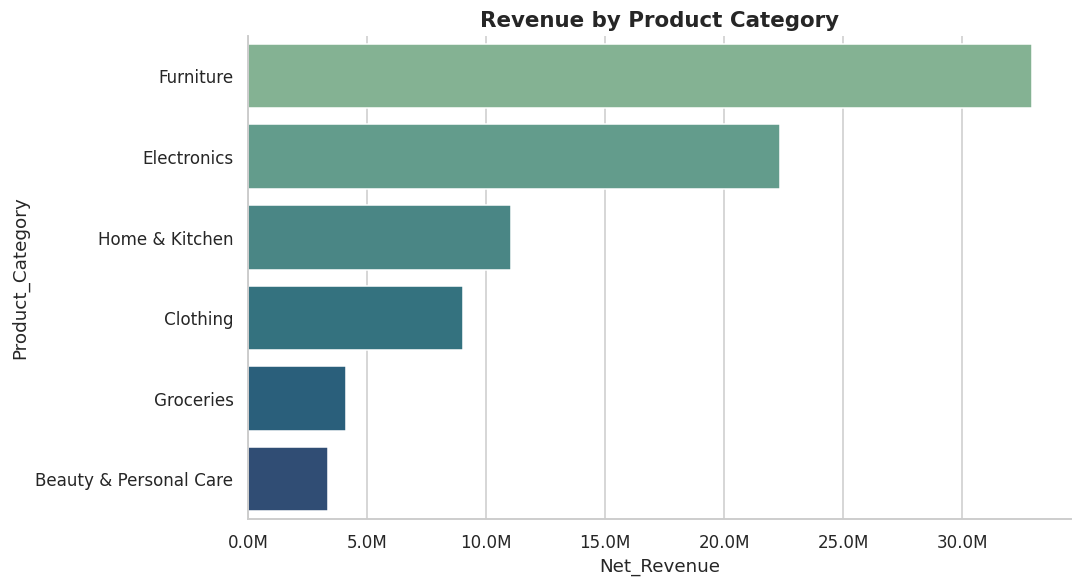 Revenue by Product Category
Product_Category
Furniture
Electronics
Home & Kitchen
Clothing
Groceries
Beauty & Personal Care
0.0M 5.0M 10.0M 15.0M 20.0M 25.0M 30.0M
Net_Revenue